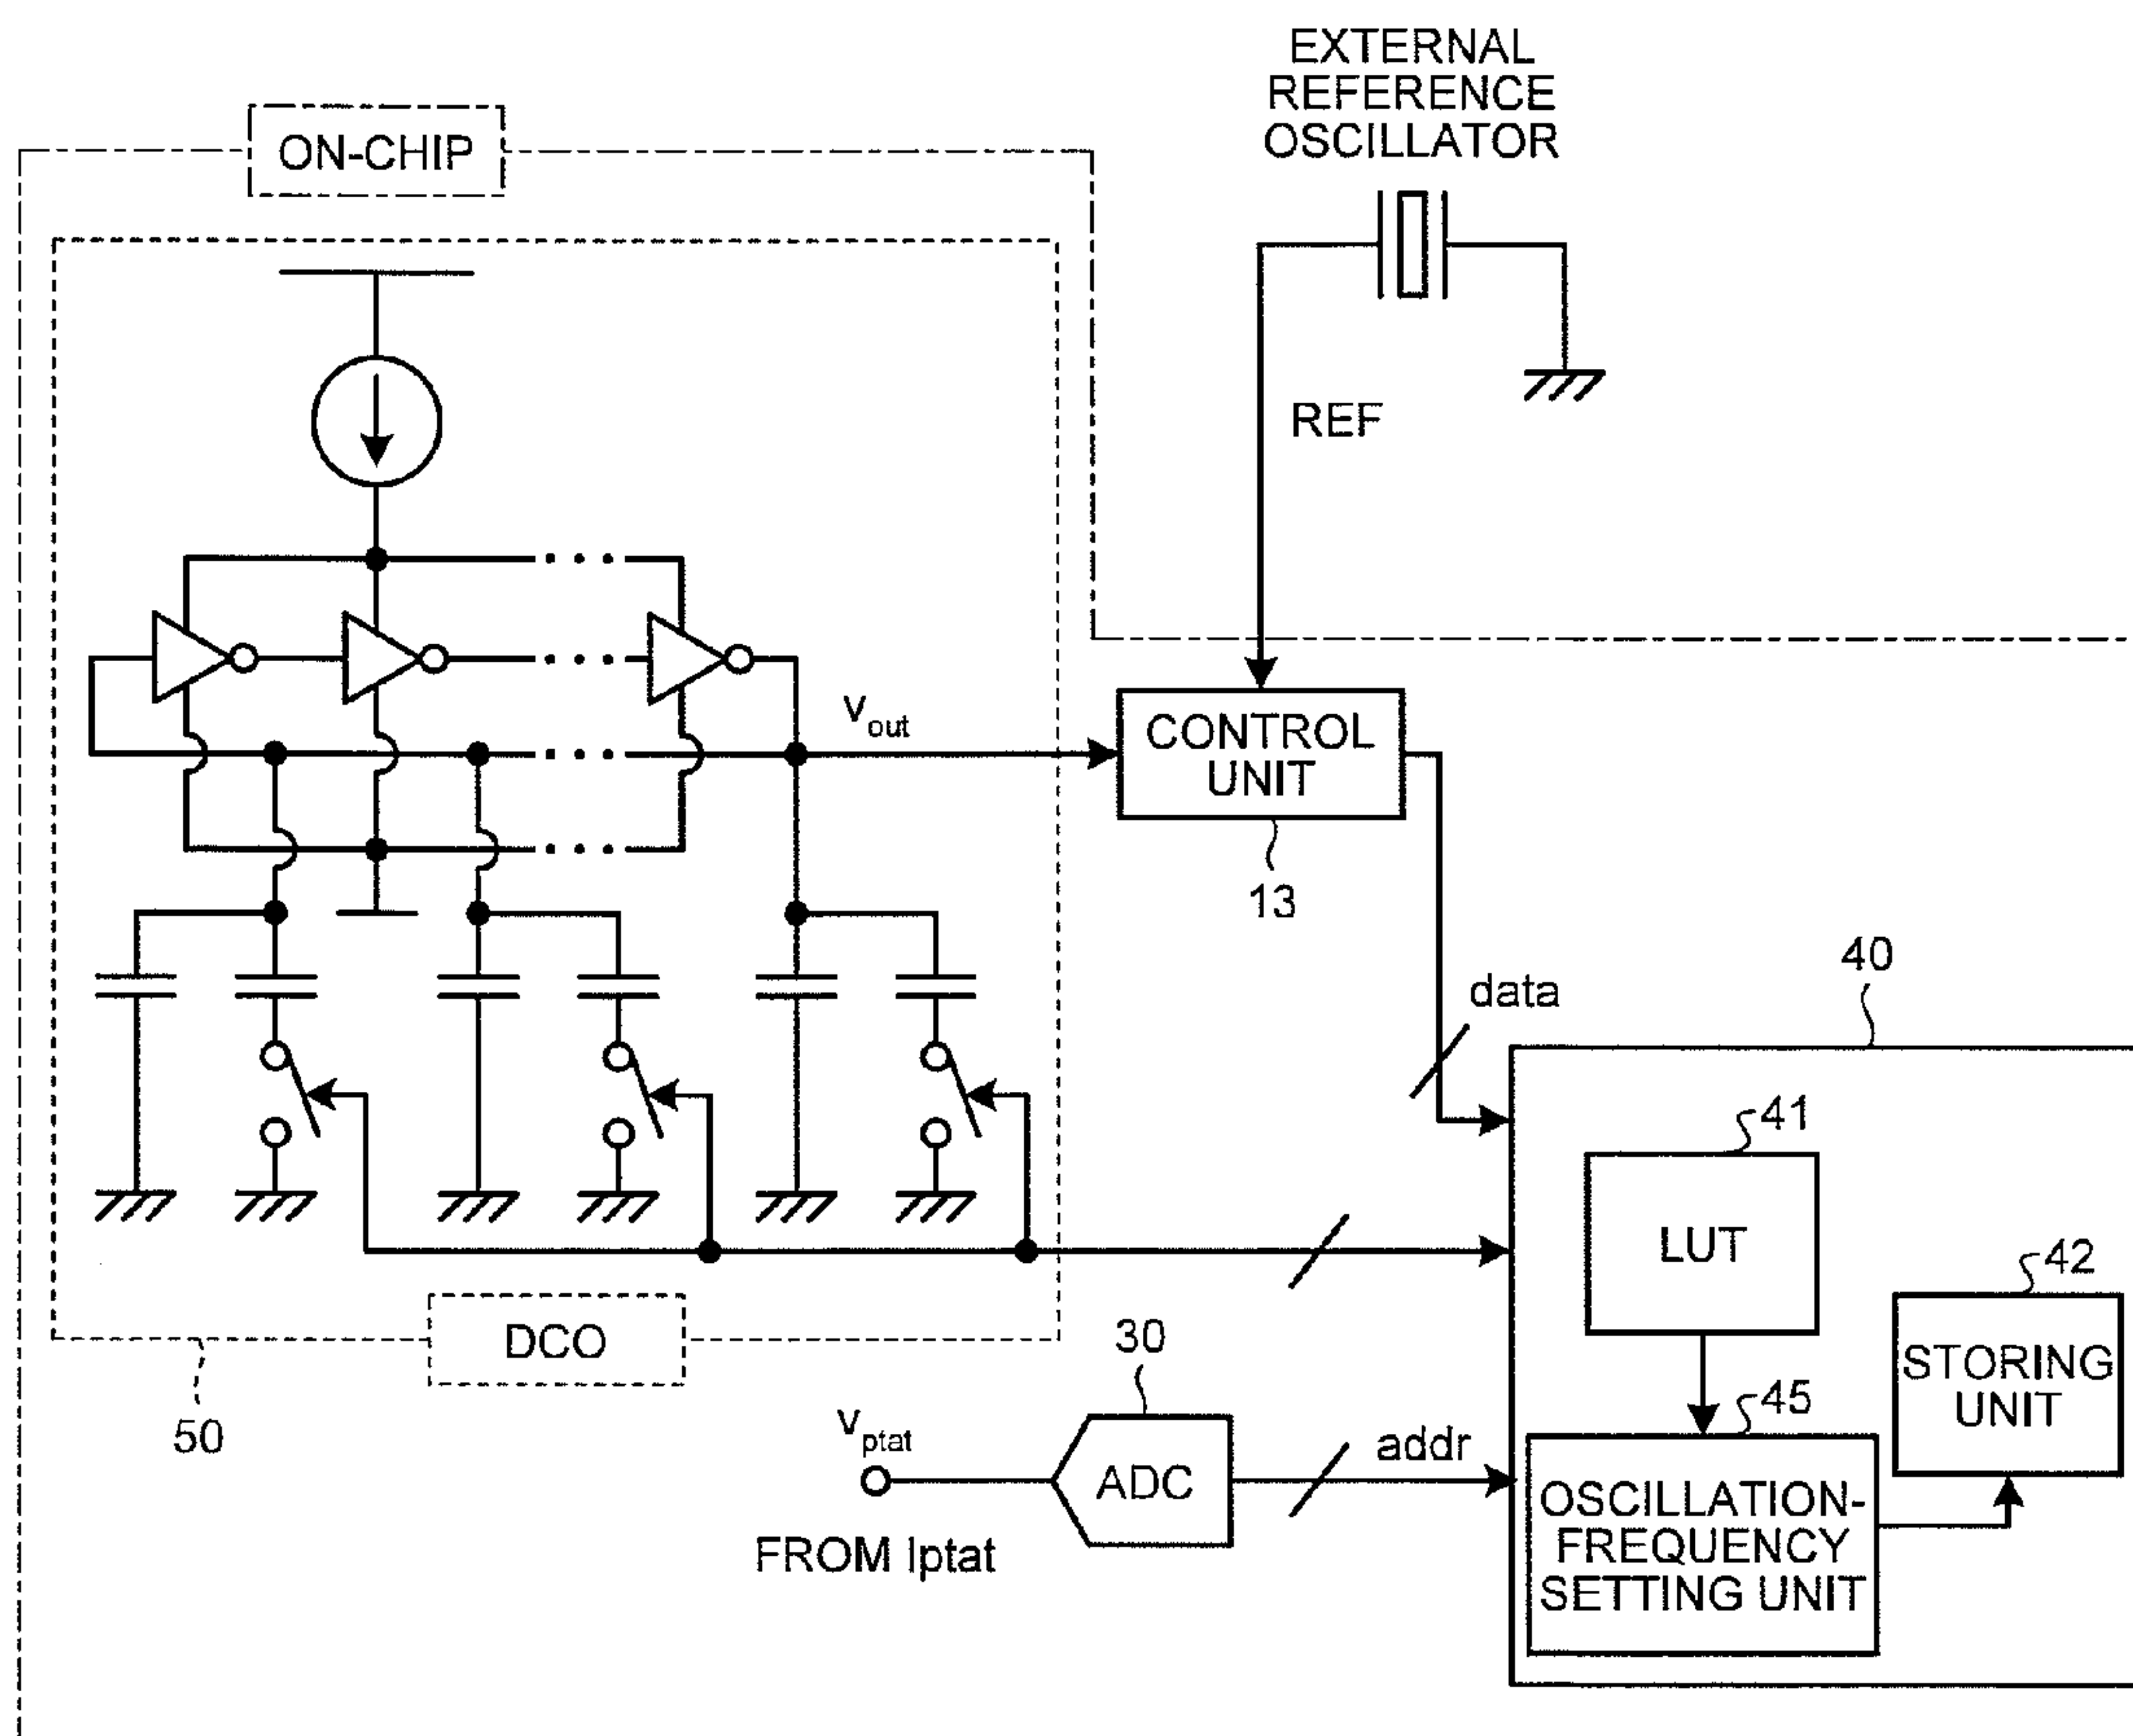 EXTERNAL
REFERENCE
OSCILLATOR
ON-CHIP
REF
Vout
CONTROL
UNIT
13
data
40
41
LUT
42
STORING
UNIT
DCO
50
30
Vptat
ADC
addr
FROM Iptat
45
OSCILLATION-
FREQUENCY
SETTING UNIT